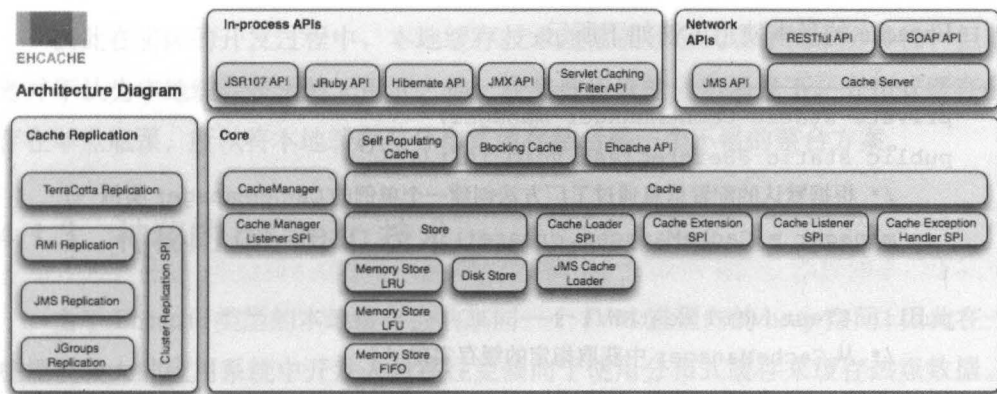 EHCACHE
Architecture Diagram
In-process APIs
JSR107 API
JRuby API
Hibernate API
JMX API
Servlet Caching
Filter API
Network
APIs
RESTful API
SOAP API
JMS API
Cache Server
Cache Replication
TerraCotta Replication
RMI Replication
JMS Replication
JGroups
Replication
Cluster Replication SPI
Core
Self Populating
Cache
Blocking Cache
Ehcache API
CacheManager
Cache
Cache Manager
Listener SPI
Store
Cache Loader
SPI
Cache Extension
SPI
Cache Listener
SPI
Cache Exception
Handler SPI
Memory Store
LRU
Disk Store
JMS Cache
Loader
Memory Store
LFU
Memory Store
FIFO